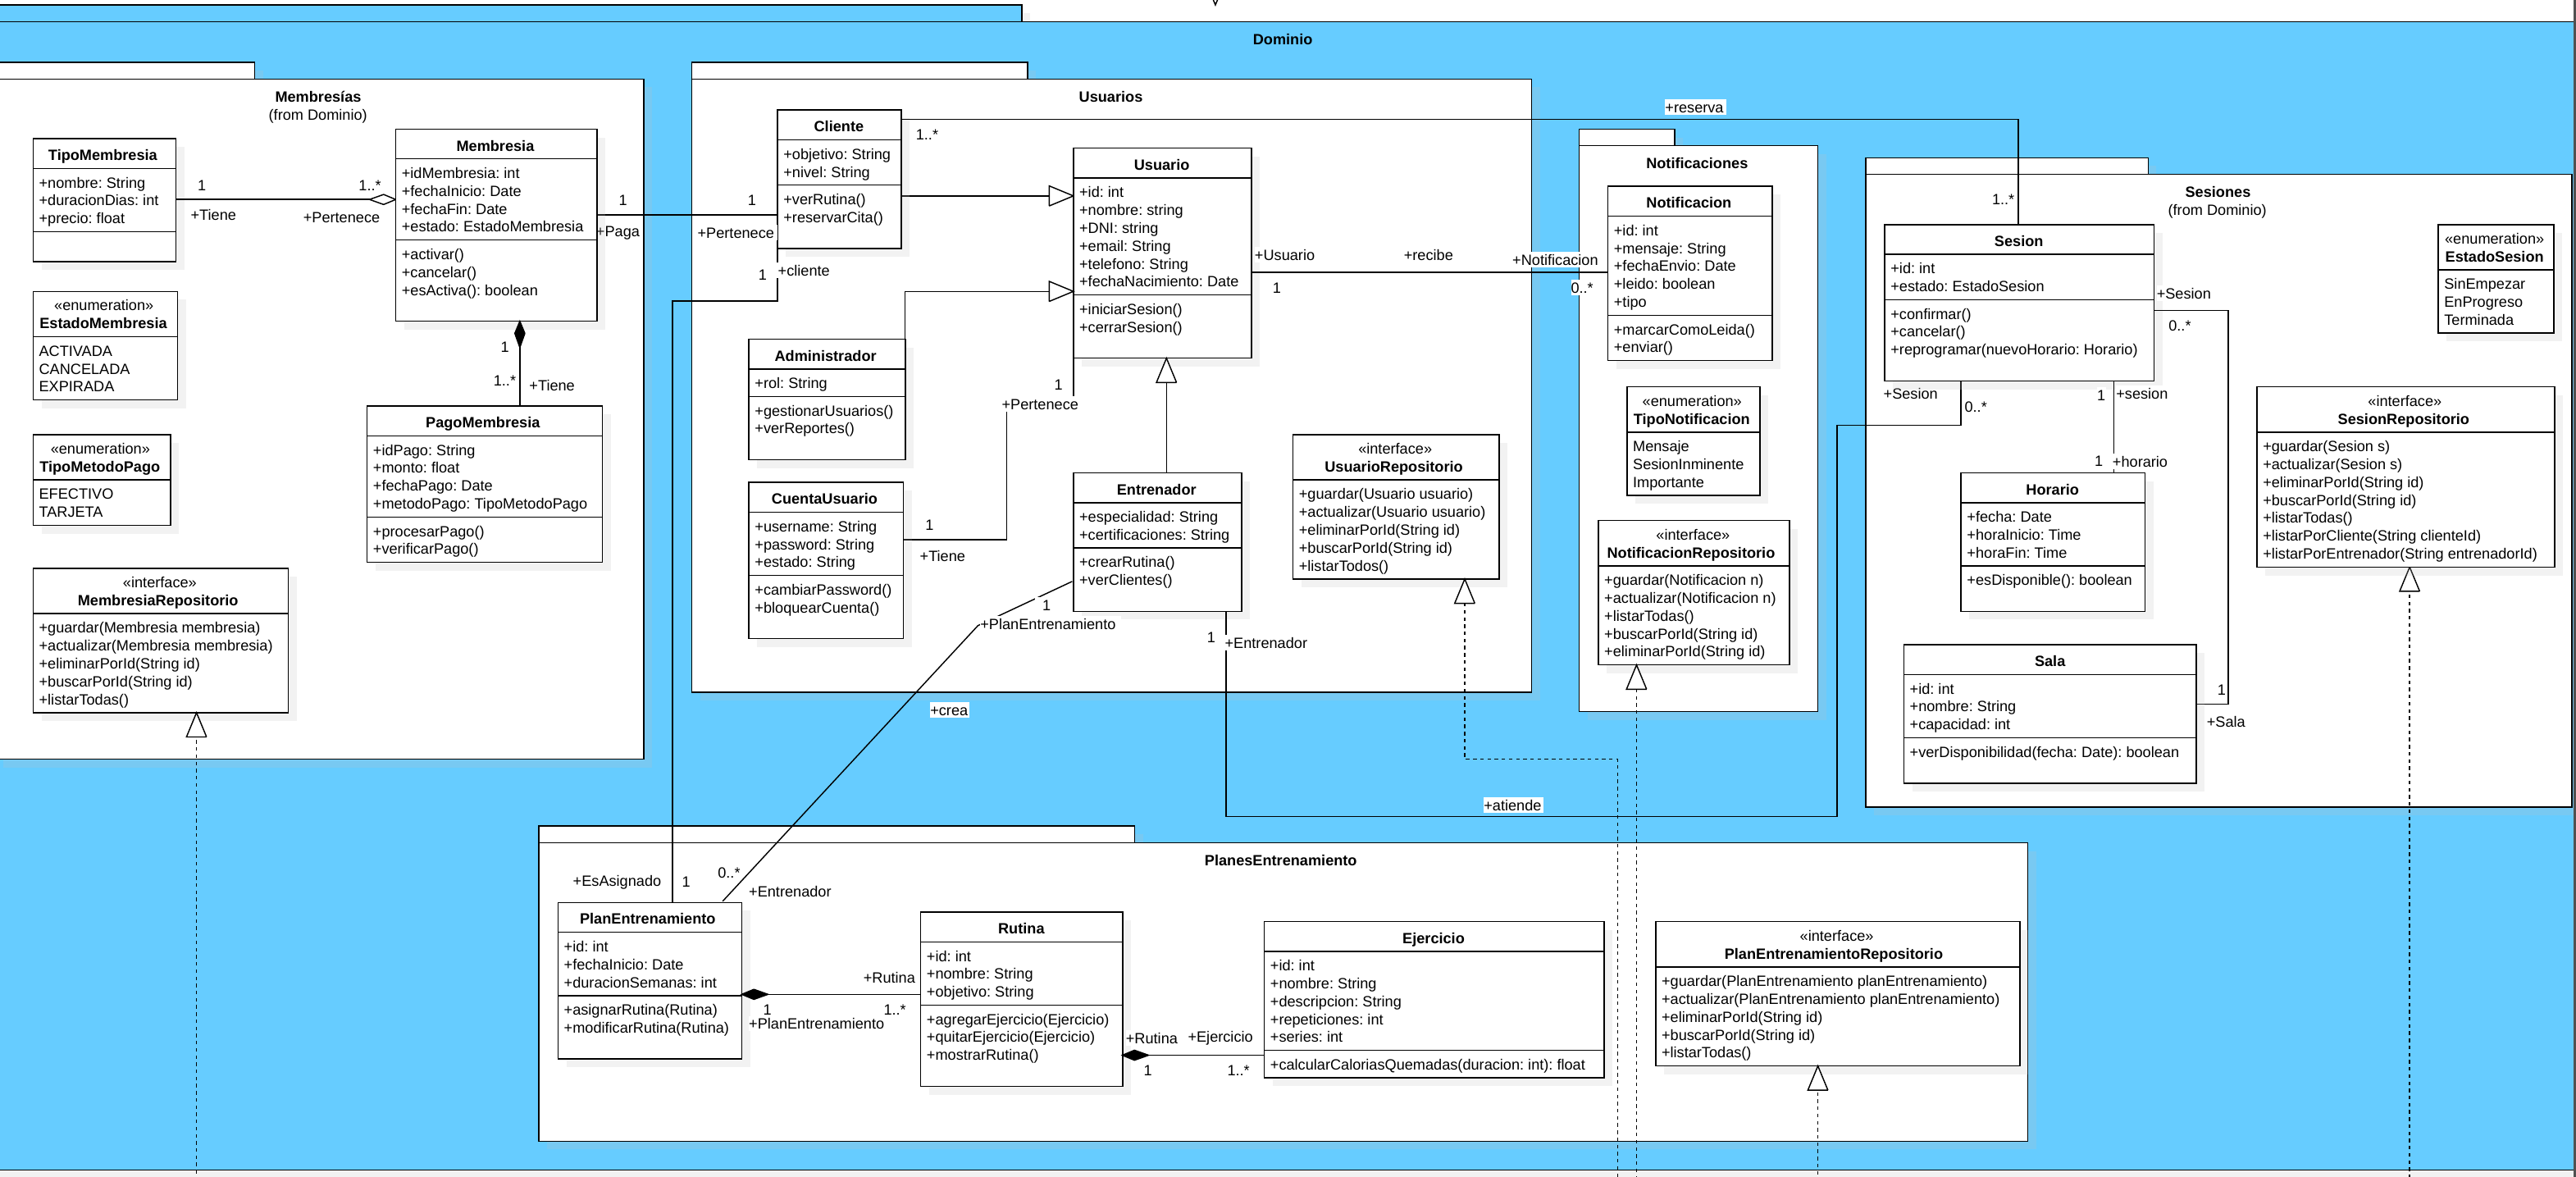 Dominio
Membresías
(from Dominio)
TipoMembresia
+nombre: String
+duracionDias: int
+precio: float
1
+Tiene
1..*
+Pertenece
Membresia
+idMembresia: int
+fechaInicio: Date
+fechaFin: Date
+estado: EstadoMembresia
+activar()
+cancelar()
+esActiva(): boolean
1
+Paga
1
+Pertenece
«enumeration»
EstadoMembresia
ACTIVADA
CANCELADA
EXPIRADA
1
1..*
+Tiene
«enumeration»
TipoMetodoPago
EFECTIVO
TARJETA
PagoMembresia
+idPago: String
+monto: float
+fechaPago: Date
+metodoPago: TipoMetodoPago
+procesarPago()
+verificarPago()
«interface»
MembresiaRepositorio
+guardar(Membresia membresia)
+actualizar(Membresia membresia)
+eliminarPorId(String id)
+buscarPorId(String id)
+listarTodas()
Usuarios
Cliente
+objetivo: String
+nivel: String
+verRutina()
+reservarCita()
1..*
+reserva
1..*
1
+cliente
Usuario
+id: int
+nombre: string
+DNI: string
+email: String
+telefono: String
+fechaNacimiento: Date
+iniciarSesion()
+cerrarSesion()
+Usuario
1
+recibe
+Notificacion
0..*
Administrador
+rol: String
+gestionarUsuarios()
+verReportes()
1
+Pertenece
CuentaUsuario
+username: String
+password: String
+estado: String
+cambiarPassword()
+bloquearCuenta()
1
+Tiene
Entrenador
+especialidad: String
+certificaciones: String
+crearRutina()
+verClientes()
1
+PlanEntrenamiento
1
+Entrenador
«interface»
UsuarioRepositorio
+guardar(Usuario usuario)
+actualizar(Usuario usuario)
+eliminarPorId(String id)
+buscarPorId(String id)
+listarTodos()
+crea
+atiende
Notificaciones
Notificacion
+id: int
+mensaje: String
+fechaEnvio: Date
+leido: boolean
+tipo
+marcarComoLeida()
+enviar()
«enumeration»
TipoNotificacion
Mensaje
SesionInminente
Importante
«interface»
NotificacionRepositorio
+guardar(Notificacion n)
+actualizar(Notificacion n)
+listarTodas()
+buscarPorId(String id)
+eliminarPorId(String id)
Sesiones
(from Dominio)
Sesion
+id: int
+estado: EstadoSesion
+confirmar()
+cancelar()
+reprogramar(nuevoHorario: Horario)
+Sesion
0..*
«enumeration»
EstadoSesion
SinEmpezar
EnProgreso
Terminada
+Sesion
0..*
1
+sesion
1
+horario
Horario
+fecha: Date
+horaInicio: Time
+horaFin: Time
+esDisponible(): boolean
«interface»
SesionRepositorio
+guardar(Sesion s)
+actualizar(Sesion s)
+eliminarPorId(String id)
+buscarPorId(String id)
+listarTodas()
+listarPorCliente(String clienteId)
+listarPorEntrenador(String entrenadorId)
Sala
+id: int
+nombre: String
+capacidad: int
+verDisponibilidad(fecha: Date): boolean
1
+Sala
PlanesEntrenamiento
+EsAsignado
1
0..*
+Entrenador
PlanEntrenamiento
+id: int
+fechaInicio: Date
+duracionSemanas: int
+asignarRutina(Rutina)
+modificarRutina(Rutina)
+Rutina
1
1..*
+PlanEntrenamiento
Rutina
+id: int
+nombre: String
+objetivo: String
+agregarEjercicio(Ejercicio)
+quitarEjercicio(Ejercicio)
+mostrarRutina()
+Rutina
+Ejercicio
1
1..*
Ejercicio
+id: int
+nombre: String
+descripcion: String
+repeticiones: int
+series: int
+calcularCaloriasQuemadas(duracion: int): float
«interface»
PlanEntrenamientoRepositorio
+guardar(PlanEntrenamiento planEntrenamiento)
+actualizar(PlanEntrenamiento planEntrenamiento)
+eliminarPorId(String id)
+buscarPorId(String id)
+listarTodas()